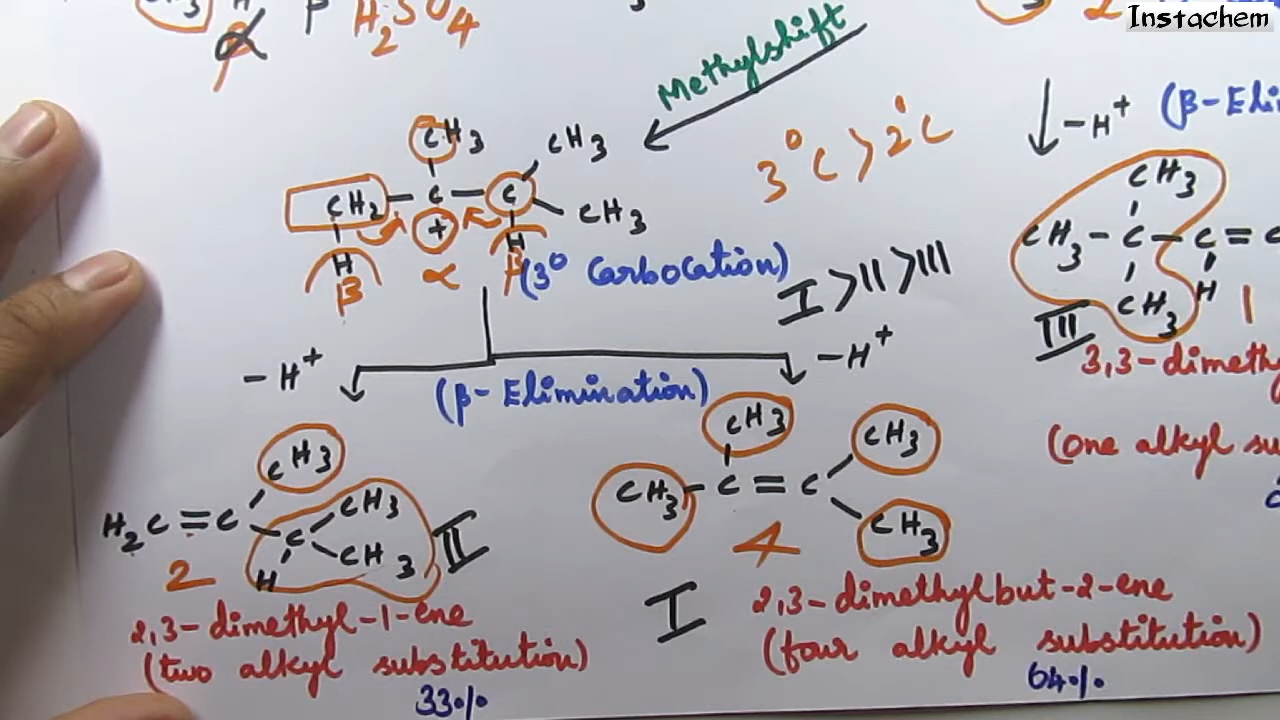 Instachem
CH3 H
α β H2SO4
Methylshift
3° C > 2° C
-H+ (β-Eli
CH3
CH2 - C - C
CH3
CH3
+
H
H
β α β
(3° Carbocation)
I > II > III
CH3
CH3 - C - C = C
CH3 H
III 1
3,3-dimethy
(one alkyl su
-H+ (β-Elimination) -H+
CH3
H2C = C
C
CH3
CH3
H
2
II
2,3-dimethyl-1-ene
(two alkyl substitution)
33%
CH3
CH3 - C = C
CH3
CH3
4
I
2,3-dimethylbut-2-ene
(four alkyl substitution)
64%